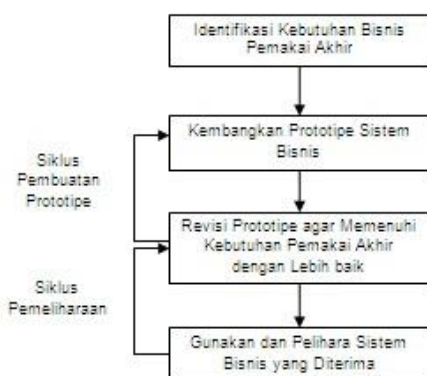 Identifikasi Kebutuhan Bisnis
Pemakai Akhir
Kembangkan Prototipe Sistem
Bisnis
Siklus
Pembuatan
Prototipe
Revisi Prototipe agar Memenuhi
Kebutuhan Pemakai Akhir
dengan Lebih baik
Siklus
Pemeliharaan
Gunakan dan Pelihara Sistem
Bisnis yang Diterima